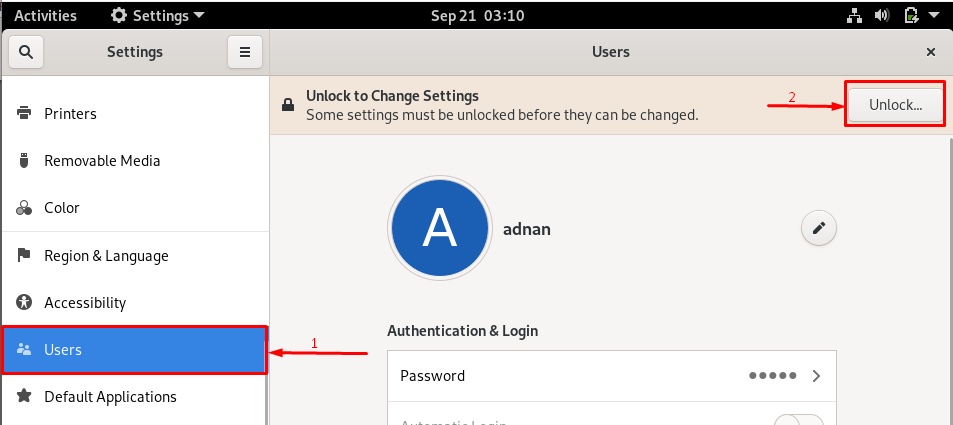 Activities Settings Sep 21 03:10
Settings Users
Unlock to Change Settings
Some settings must be unlocked before they can be changed.
2
Unlock...
Printers
Removable Media
Color
Region & Language
Accessibility
Users
1
Default Applications
A
adnan
Authentication & Login
Password
Automatic Login